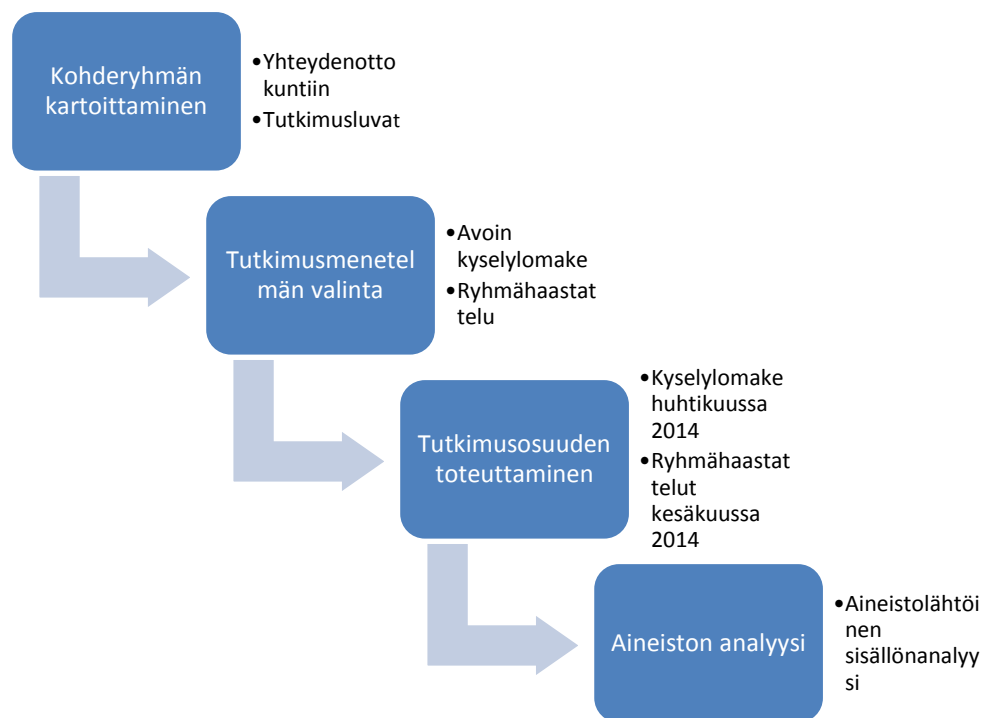 Kohderyhmän
kartoittaminen
•Yhteydenotto
kuntiin
•Tutkimusluvat
Tutkimusmenetel
män valinta
•Avoin
kyselylomake
•Ryhmähaastat
telu
Tutkimusosuuden
toteuttaminen
•Kyselylomake
huhtikuussa
2014
•Ryhmähaastat
telut
kesäkuussa
2014
Aineiston analyysi
•Aineistolähtöi
nen
sisällönanalyy
si